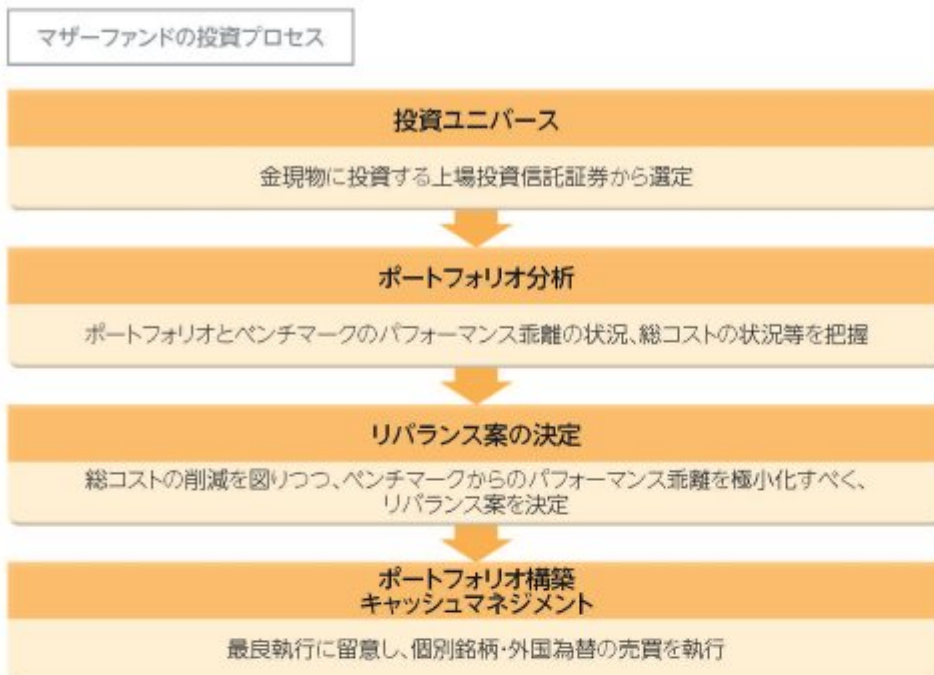 マザーファンドの投資プロセス
投資ユニバース
金現物に投資する上場投資信託証券から選定
ポートフォリオ分析
ポートフォリオとベンチマークのパフォーマンス乖離の状況、総コストの状況等を把握
リバランス案の決定
総コストの削減を図りつつ、ベンチマークからのパフォーマンス乖離を極小化すべく、
リバランス案を決定
ポートフォリオ構築
キャッシュマネジメント
最良執行に留意し、個別銘柄・外国為替の売買を執行